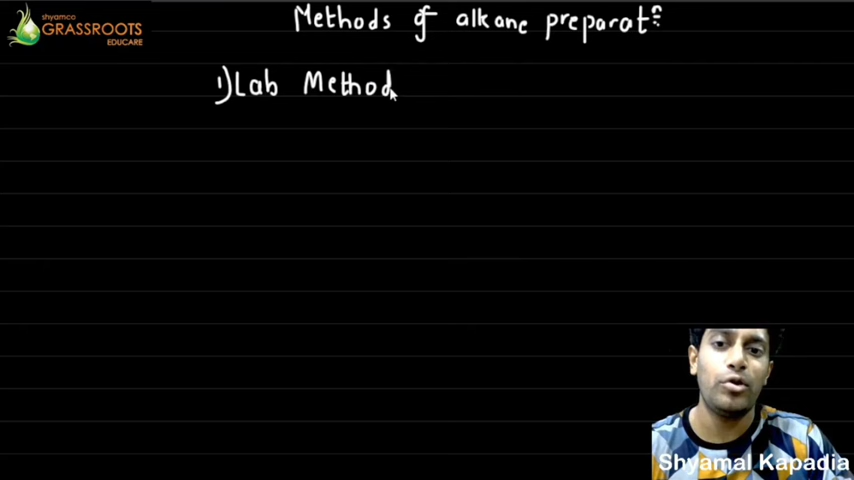 shyamco
GRASSROOTS
EDUCARE
Methods of alkane preparatⁿ:
1) Lab Method
Shyamal Kapadia